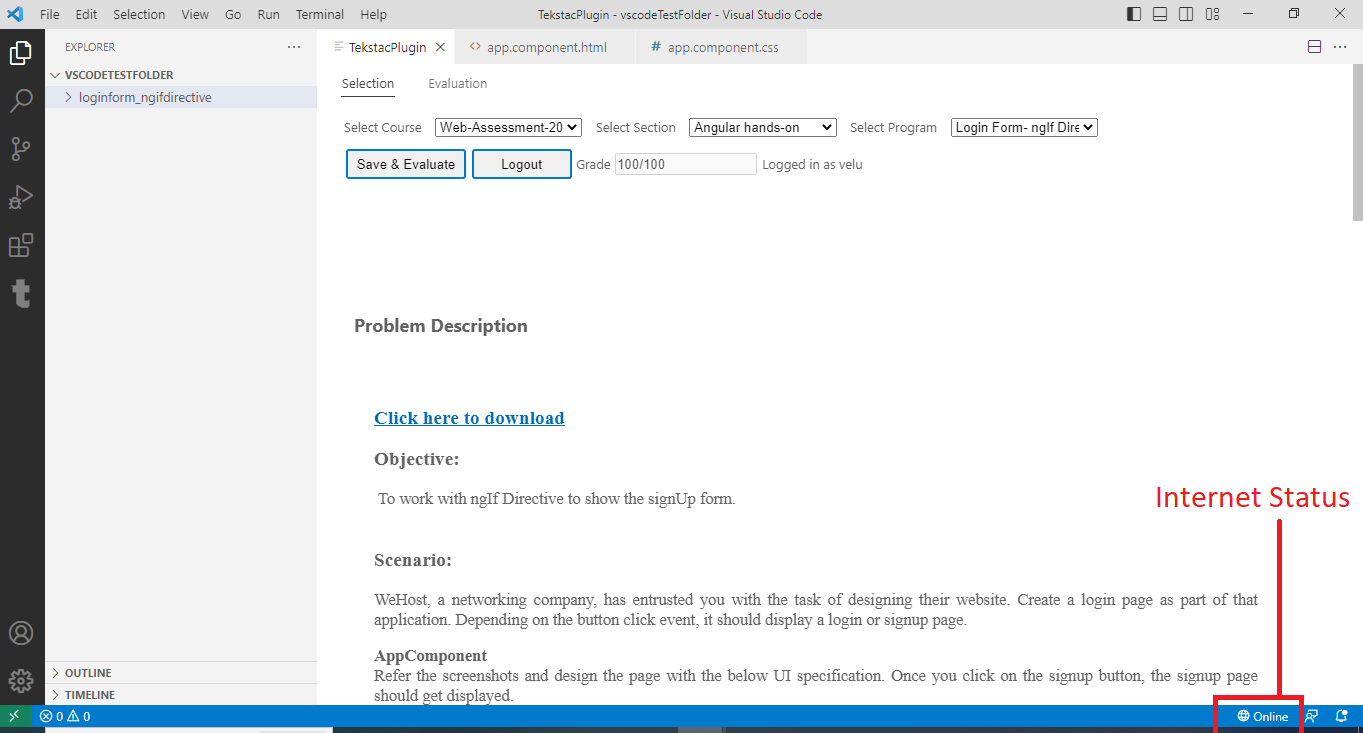 File Edit Selection View Go Run Terminal Help
TekstacPlugin - vscodeTestFolder - Visual Studio Code
EXPLORER
VSCODETESTFOLDER
loginform_ngifdirective
OUTLINE
TIMELINE
TekstacPlugin
app.component.html
app.component.css
Selection Evaluation
Select Course Web-Assessment-20 Select Section Angular hands-on Select Program Login Form- ngIf Dire
Save & Evaluate Logout Grade 100/100 Logged in as velu
Problem Description
Click here to download
Objective:
To work with ngIf Directive to show the signUp form.
Scenario:
WeHost, a networking company, has entrusted you with the task of designing their website. Create a login page as part of that
application. Depending on the button click event, it should display a login or signup page.
AppComponent
Refer the screenshots and design the page with the below UI specification. Once you click on the signup button, the signup page
should get displayed.
Internet Status
0 0
Online